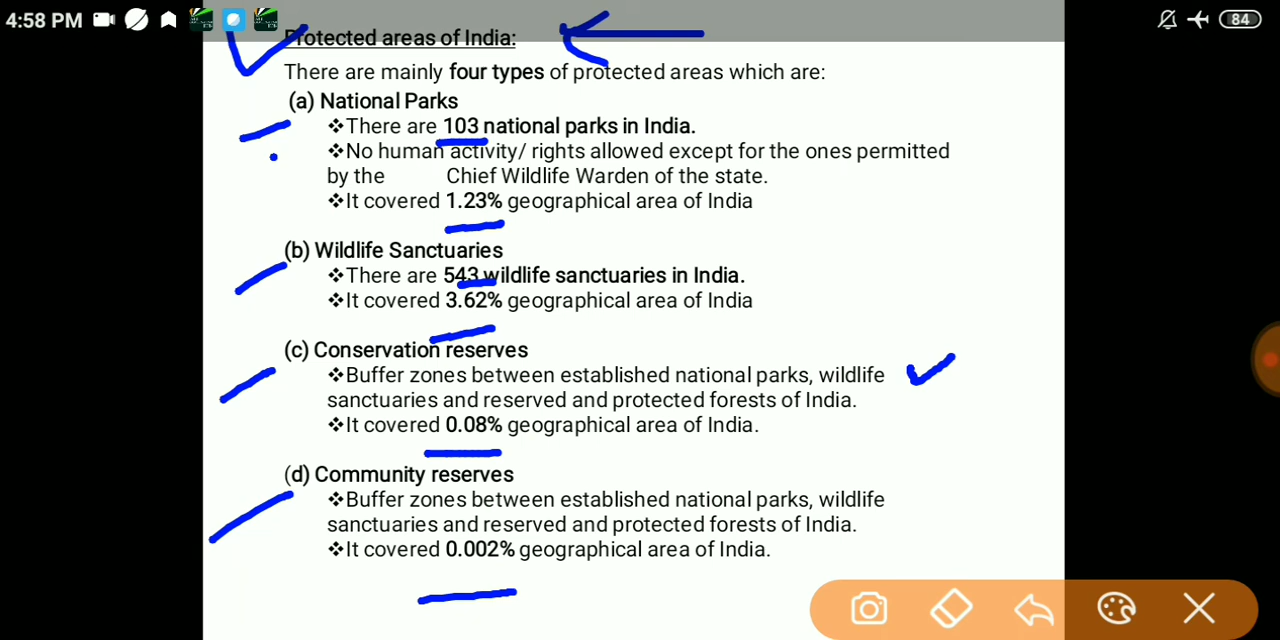 4:58 PM
84
Protected areas of India:
There are mainly four types of protected areas which are:
(a) National Parks
❖There are 103 national parks in India.
❖No human activity/ rights allowed except for the ones permitted
by the Chief Wildlife Warden of the state.
❖It covered 1.23% geographical area of India
(b) Wildlife Sanctuaries
❖There are 543 wildlife sanctuaries in India.
❖It covered 3.62% geographical area of India
(c) Conservation reserves
❖Buffer zones between established national parks, wildlife
sanctuaries and reserved and protected forests of India.
❖It covered 0.08% geographical area of India.
(d) Community reserves
❖Buffer zones between established national parks, wildlife
sanctuaries and reserved and protected forests of India.
❖It covered 0.002% geographical area of India.